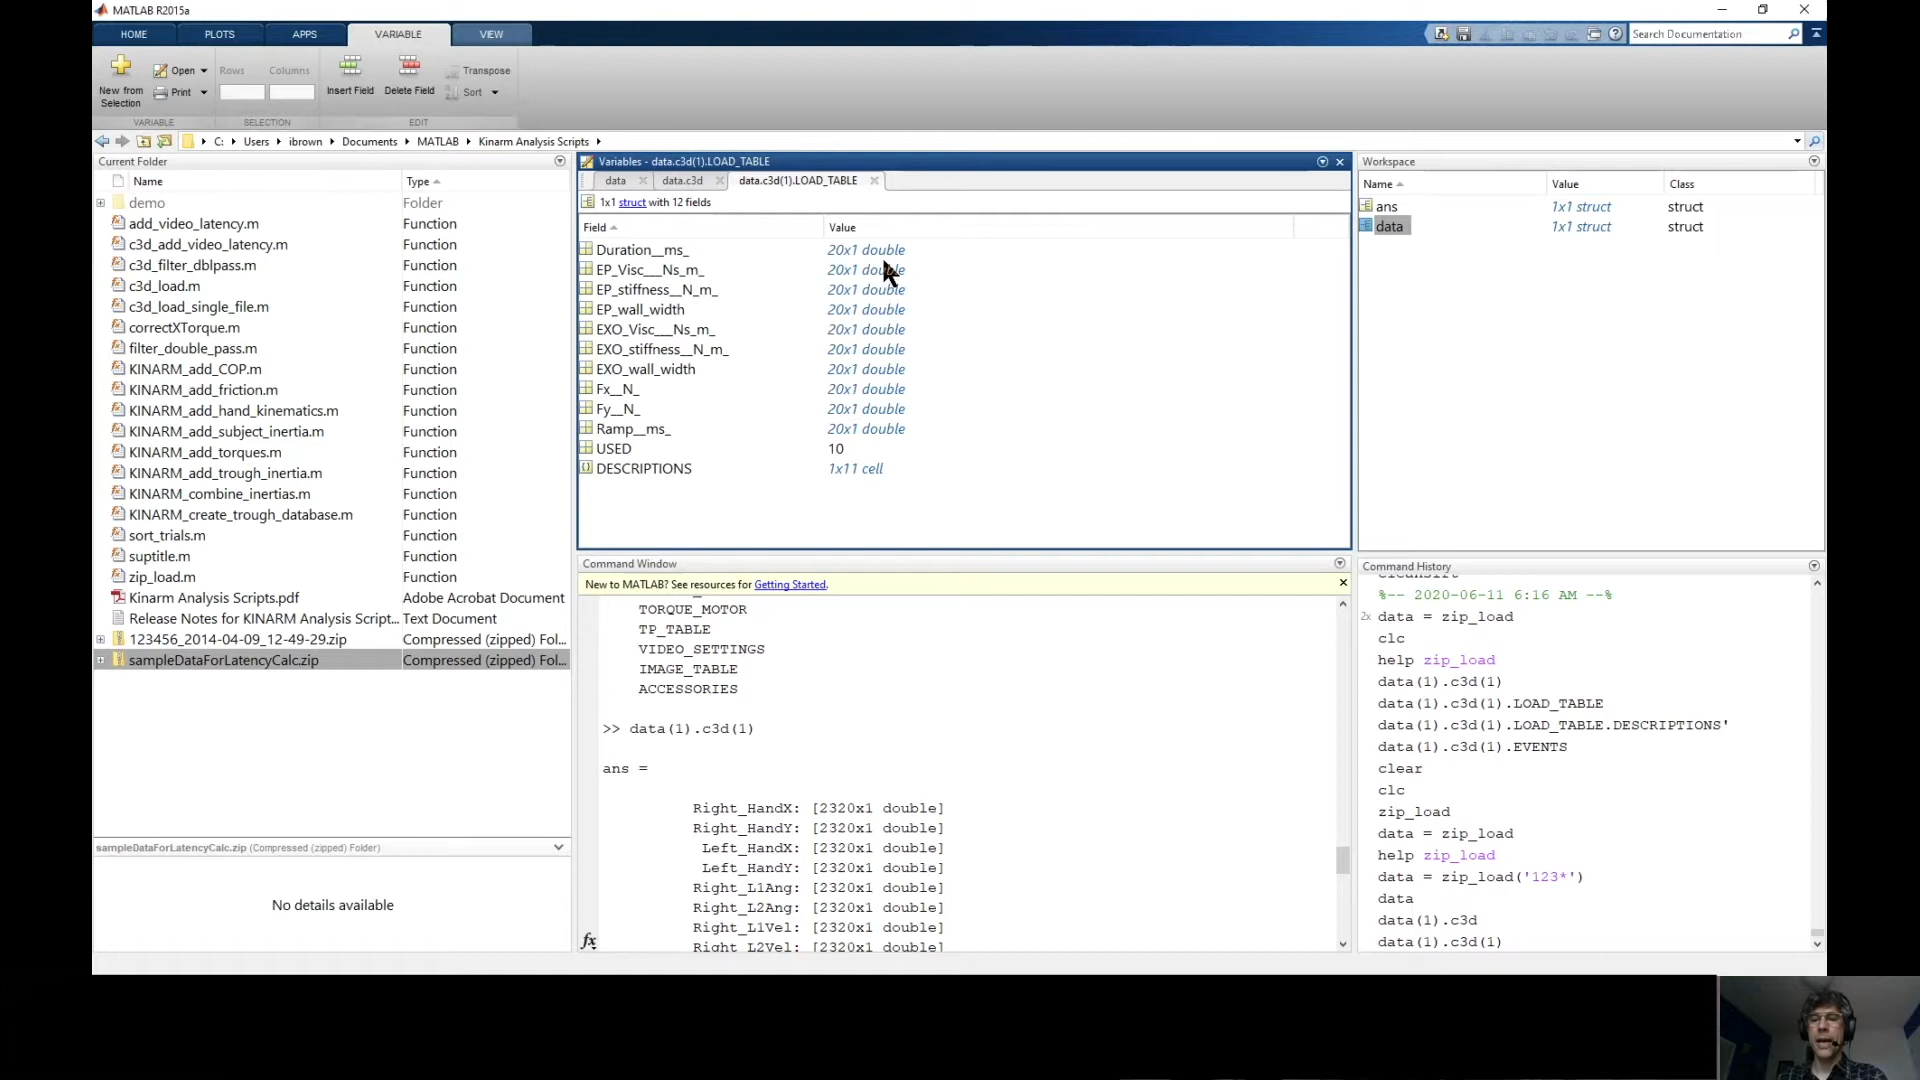 MATLAB R2015a
HOME PLOTS APPS VARIABLE VIEW
Search Documentation
New from Selection
Open
Print
Rows Columns
Insert Field
Delete Field
Transpose
Sort
VARIABLE SELECTION EDIT
C: Users ibrown Documents MATLAB Kinarm Analysis Scripts
Current Folder
Name Type
demo Folder
add_video_latency.m Function
c3d_add_video_latency.m Function
c3d_filter_dblpass.m Function
c3d_load.m Function
c3d_load_single_file.m Function
correctXTorque.m Function
filter_double_pass.m Function
KINARM_add_COP.m Function
KINARM_add_friction.m Function
KINARM_add_hand_kinematics.m Function
KINARM_add_subject_inertia.m Function
KINARM_add_torques.m Function
KINARM_add_trough_inertia.m Function
KINARM_combine_inertias.m Function
KINARM_create_trough_database.m Function
sort_trials.m Function
suptitle.m Function
zip_load.m Function
Kinarm Analysis Scripts.pdf Adobe Acrobat Document
Release Notes for KINARM Analysis Script... Text Document
123456_2014-04-09_12-49-29.zip Compressed (zipped) Fol...
sampleDataForLatencyCalc.zip Compressed (zipped) Fol...
sampleDataForLatencyCalc.zip (Compressed (zipped) Folder)
No details available
Variables - data.c3d(1).LOAD_TABLE
data data.c3d data.c3d(1).LOAD_TABLE
1x1 struct with 12 fields
Field Value
Duration__ms_ 20x1 double
EP_Visc___Ns_m_ 20x1 double
EP_stiffness__N_m_ 20x1 double
EP_wall_width 20x1 double
EXO_Visc___Ns_m_ 20x1 double
EXO_stiffness__N_m_ 20x1 double
EXO_wall_width 20x1 double
Fx__N_ 20x1 double
Fy__N_ 20x1 double
Ramp__ms_ 20x1 double
USED 10
DESCRIPTIONS 1x11 cell
Command Window
New to MATLAB? See resources for Getting Started.
TORQUE_MOTOR
TP_TABLE
VIDEO_SETTINGS
IMAGE_TABLE
ACCESSORIES
>> data(1).c3d(1)
ans =
Right_HandX: [2320x1 double]
Right_HandY: [2320x1 double]
Left_HandX: [2320x1 double]
Left_HandY: [2320x1 double]
Right_L1Ang: [2320x1 double]
Right_L2Ang: [2320x1 double]
Right_L1Vel: [2320x1 double]
Right_L2Vel: [2320x1 double]
fx
Workspace
Name Value Class
ans 1x1 struct struct
data 1x1 struct struct
Command History
%-- 2020-06-11 6:16 AM --%
2x data = zip_load
clc
help zip_load
data(1).c3d(1)
data(1).c3d(1).LOAD_TABLE
data(1).c3d(1).LOAD_TABLE.DESCRIPTIONS'
data(1).c3d(1).EVENTS
clear
clc
zip_load
data = zip_load
help zip_load
data = zip_load('123*')
data
data(1).c3d
data(1).c3d(1)